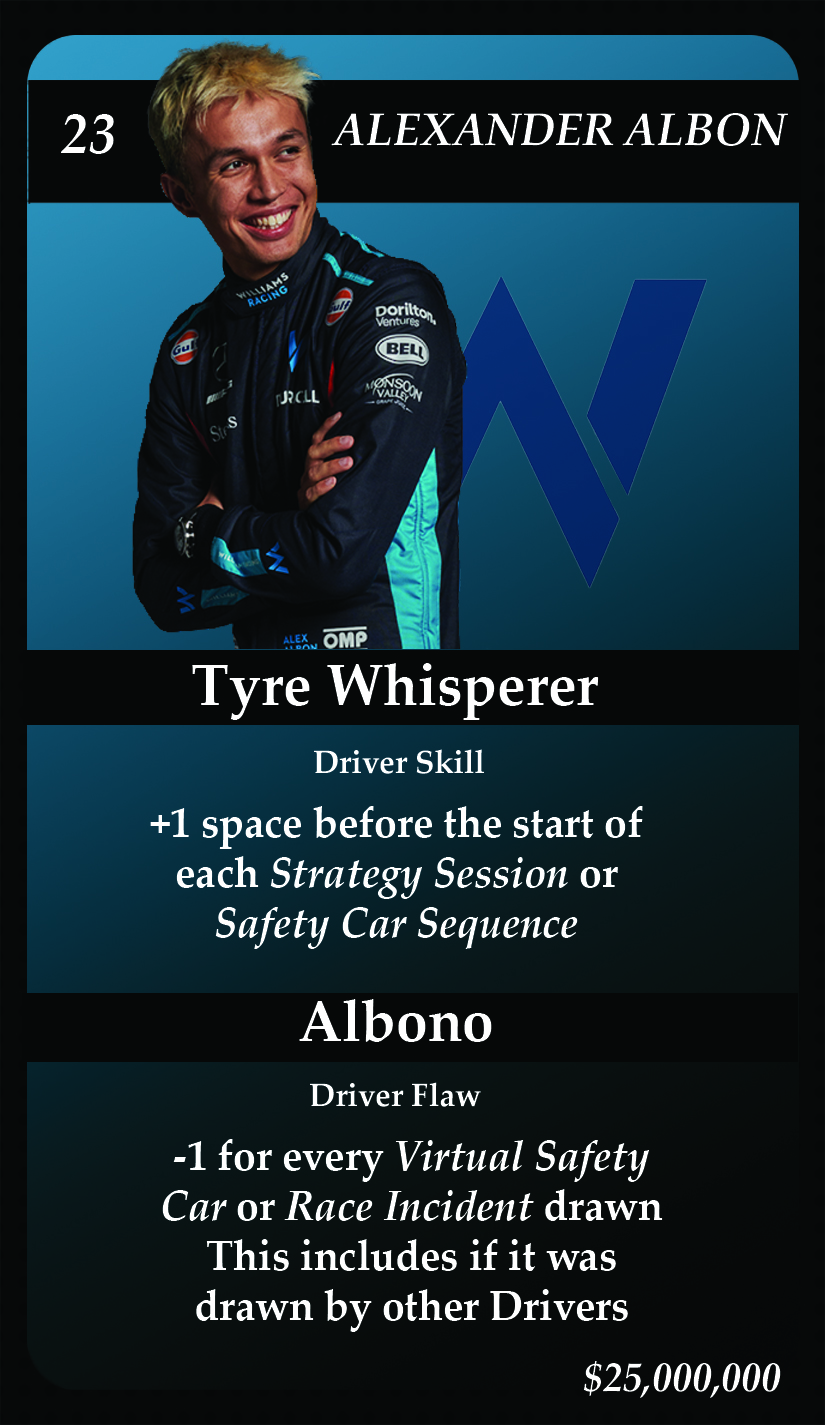 23
ALEXANDER ALBON
WILLIAMS
RACING
Gulf
Gulf
Dorilton
Ventures
BELL
MONSOON
VALLEY
OMP
ALEX
ALBON
Tyre Whisperer
Driver Skill
+1 space before the start of
each Strategy Session or
Safety Car Sequence
Albono
Driver Flaw
-1 for every Virtual Safety
Car or Race Incident drawn
This includes if it was
drawn by other Drivers
$25,000,000